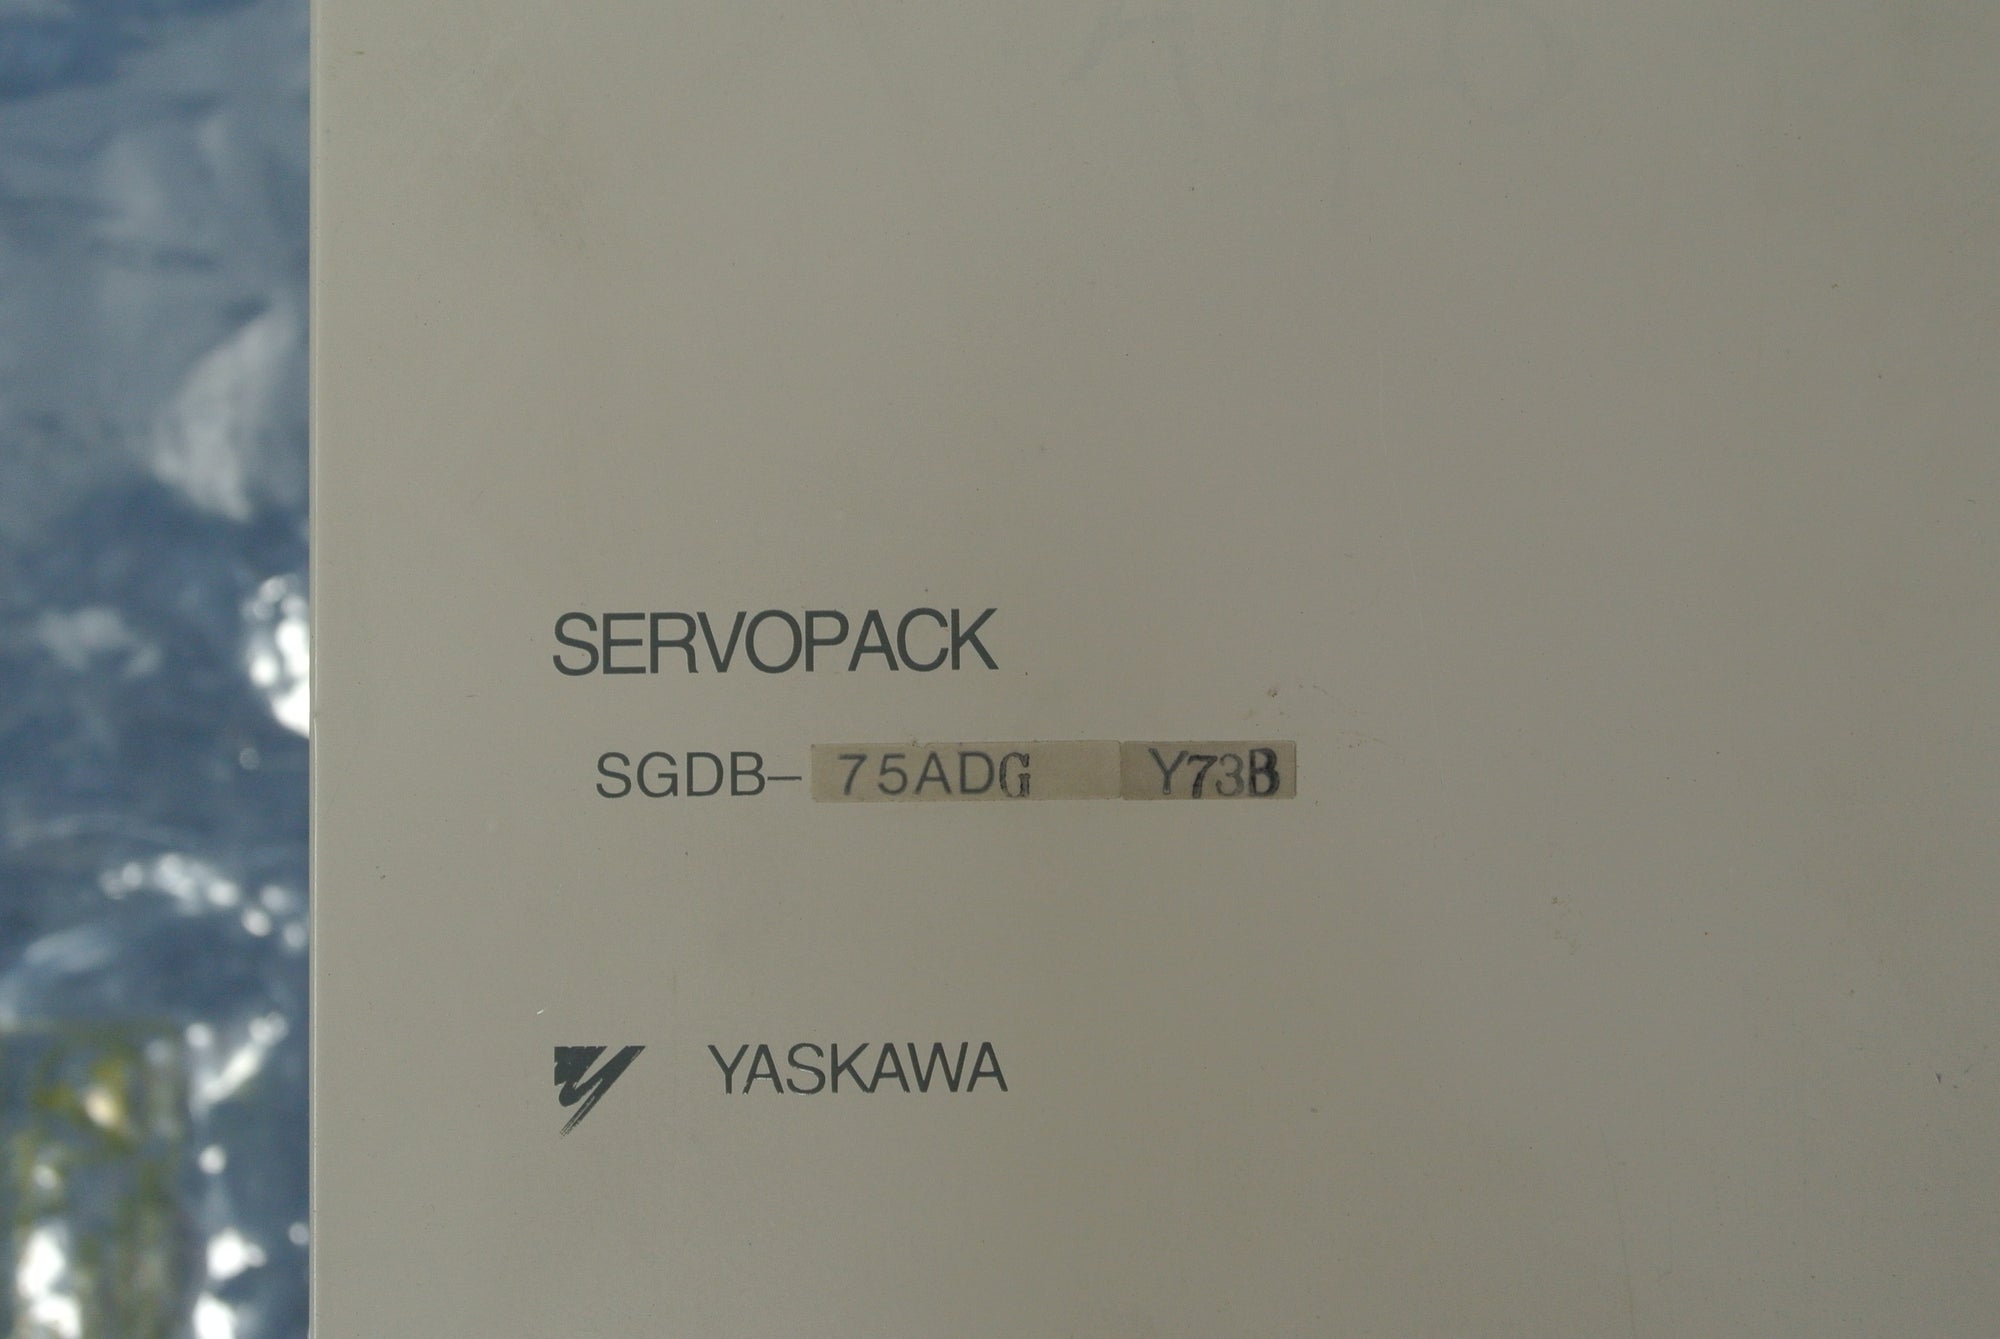 SERVOPACK
SGDB-75ADG Y73B
YASKAWA